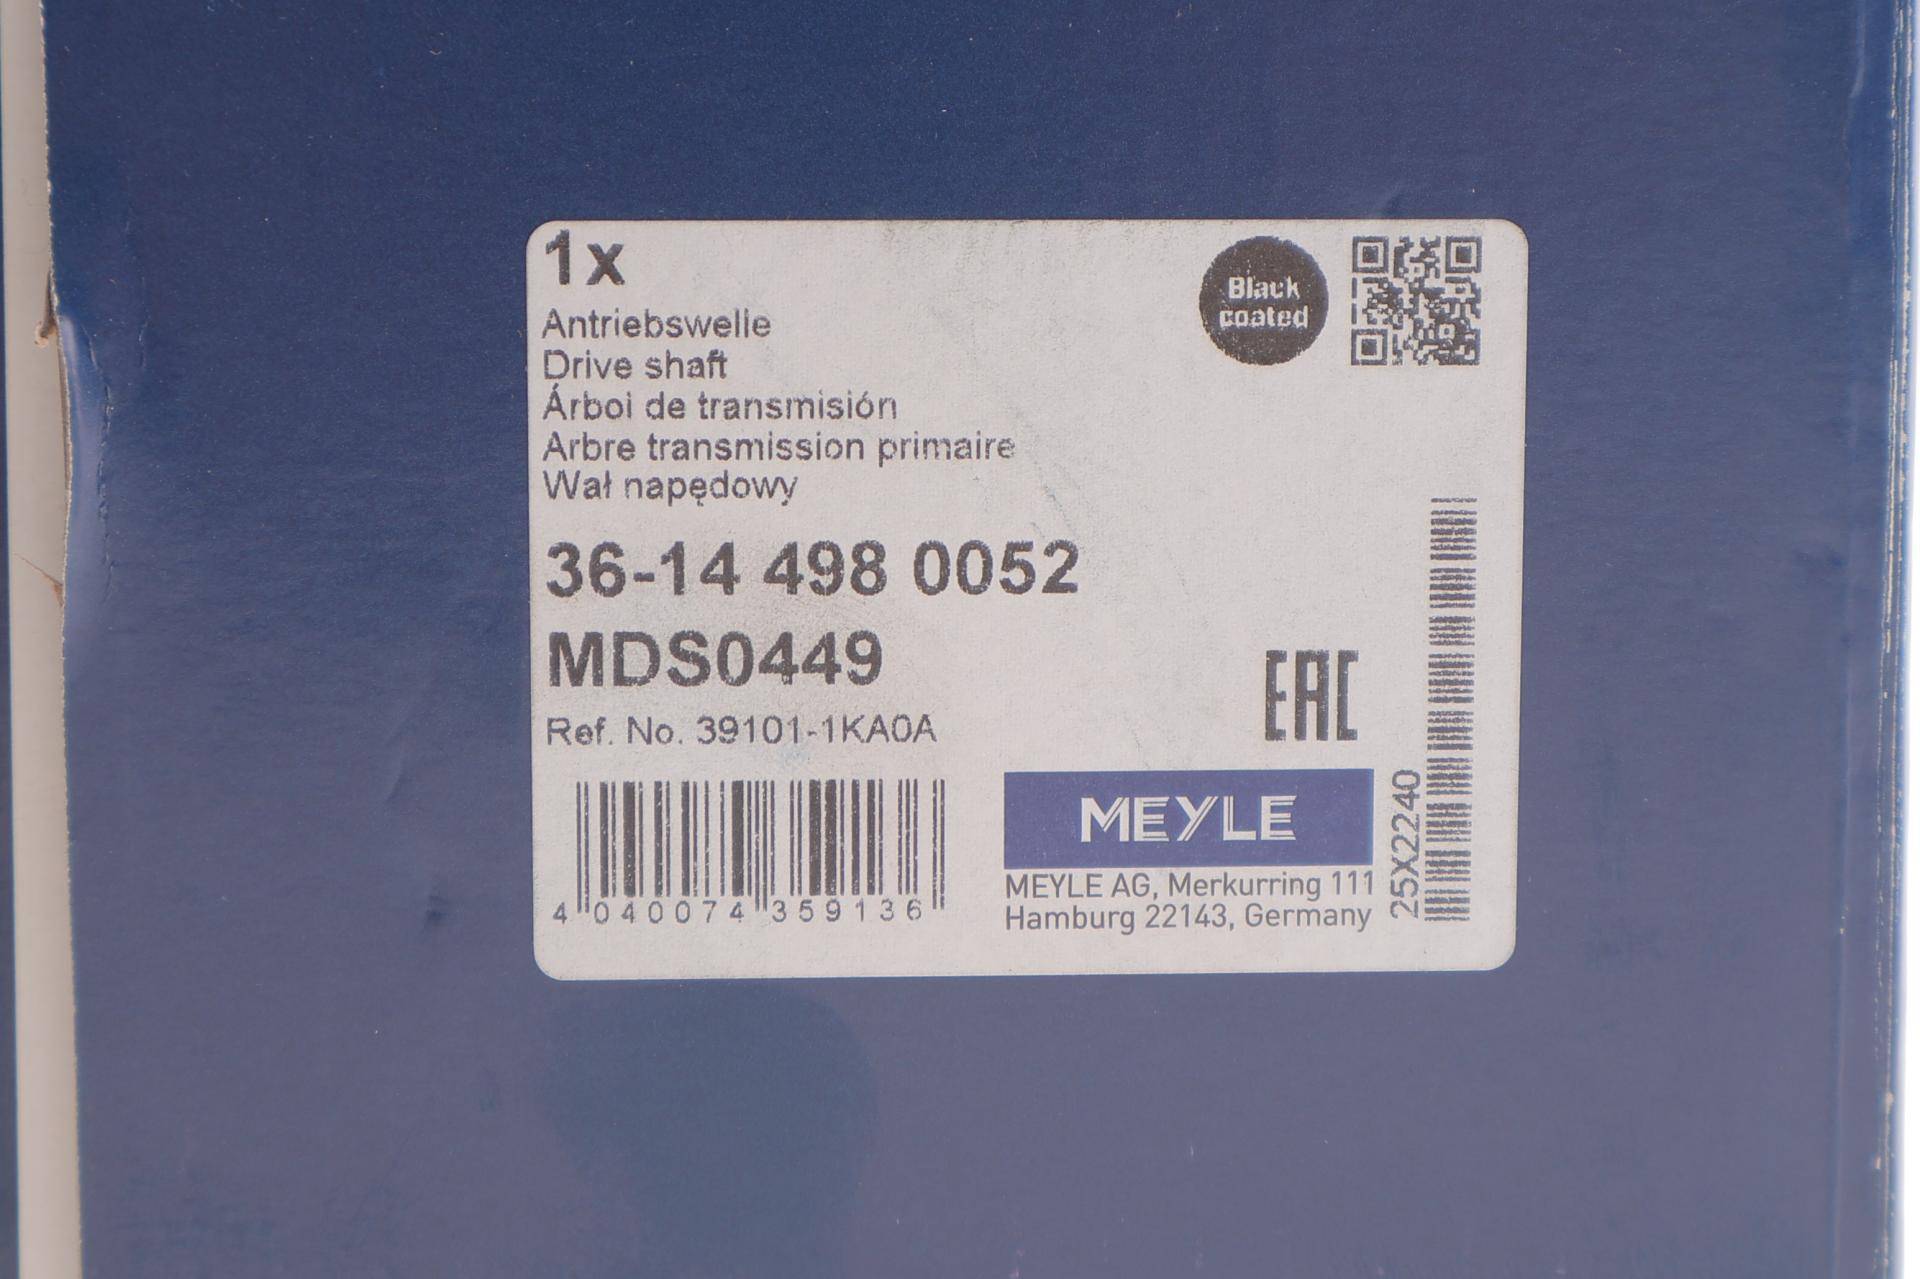 1x
Antriebswelle
Drive shaft
Árbol de transmisión
Arbre transmission primaire
Wał napędowy
Black
coated
36-14 498 0052
MDS0449
Ref. No. 39101-1KA0A
EAC
4 040074 359136
MEYLE
MEYLE AG, Merkurring 111
Hamburg 22143, Germany
25X2240